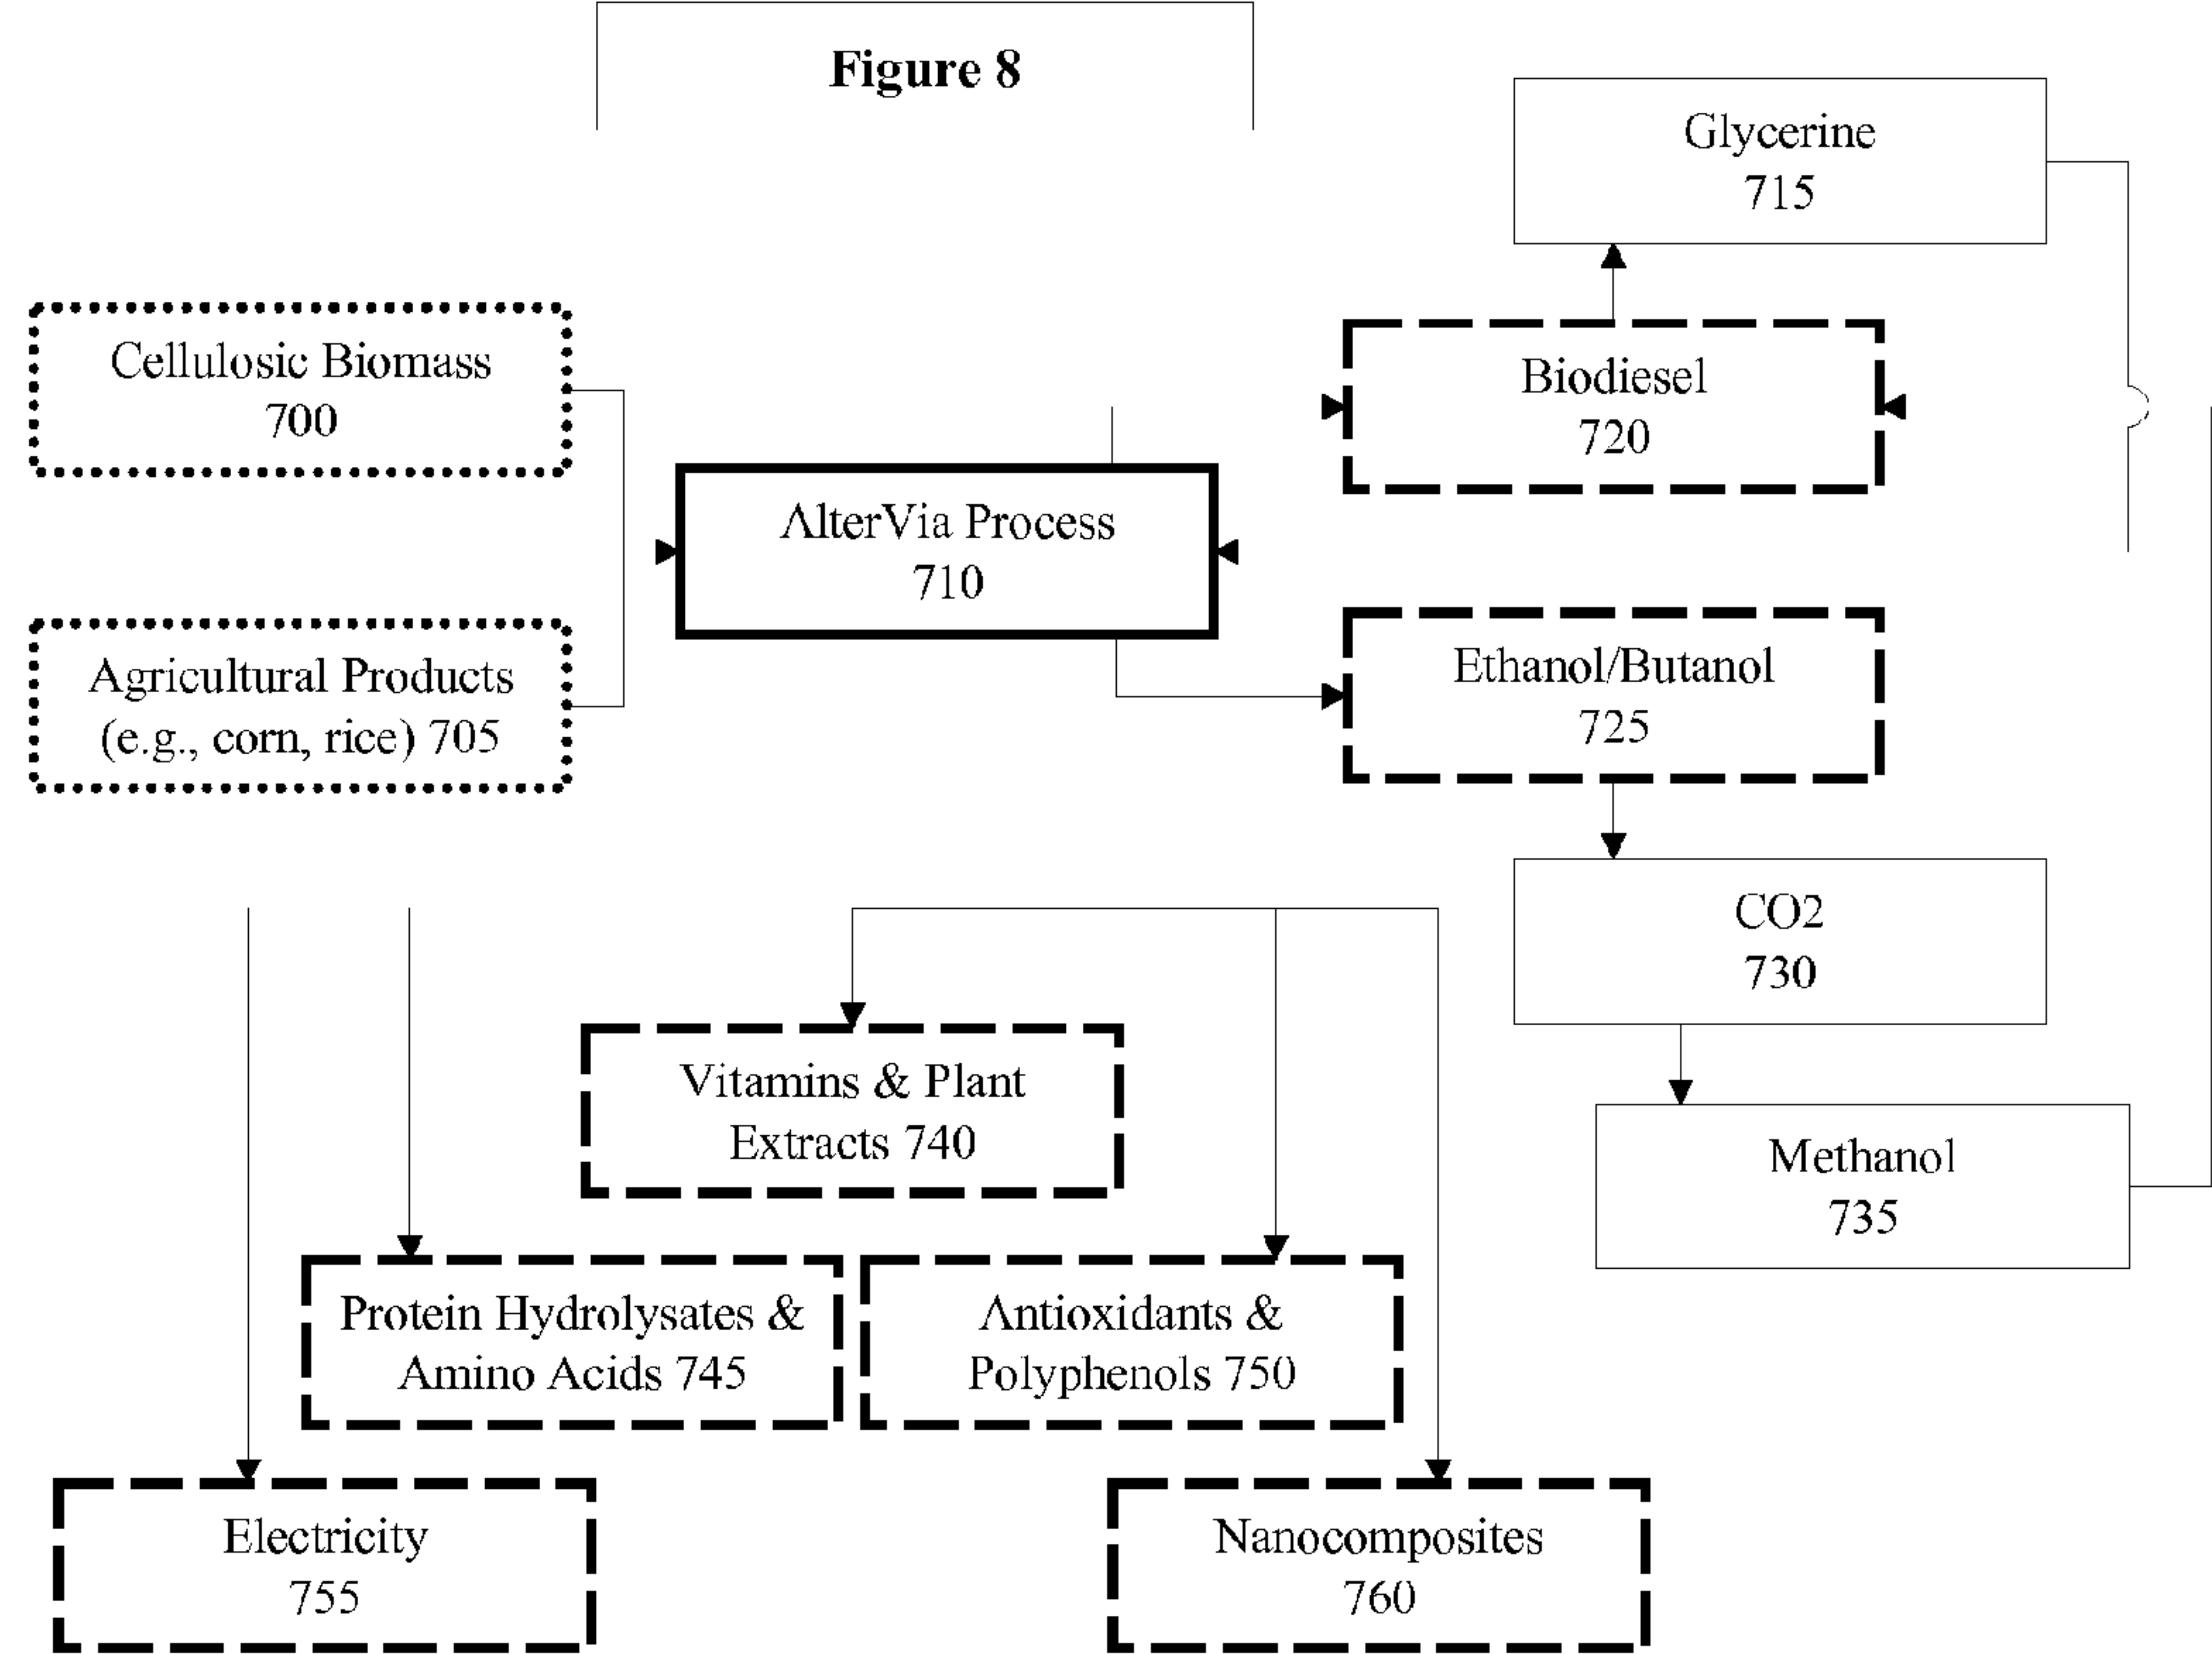 Figure 8
Glycerine
715
Cellulosic Biomass
700
Biodiesel
720
AlterVia Process
710
Agricultural Products
(e.g., corn, rice) 705
Ethanol/Butanol
725
CO2
730
Vitamins & Plant
Extracts 740
Methanol
735
Protein Hydrolysates &
Amino Acids 745
Antioxidants &
Polyphenols 750
Electricity
755
Nanocomposites
760